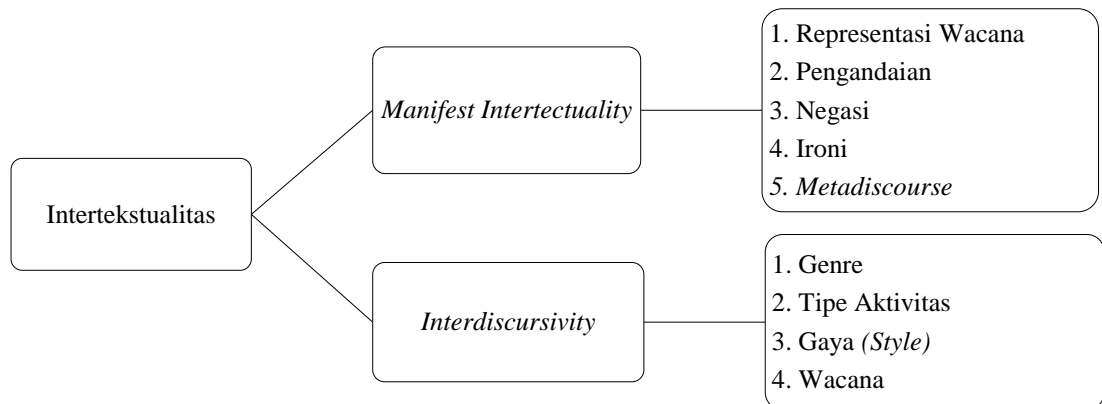 Intertekstualitas
Manifest Intertectuality
1. Representasi Wacana
2. Pengandaian
3. Negasi
4. Ironi
5. Metadiscourse
Interdiscursivity
1. Genre
2. Tipe Aktivitas
3. Gaya (Style)
4. Wacana